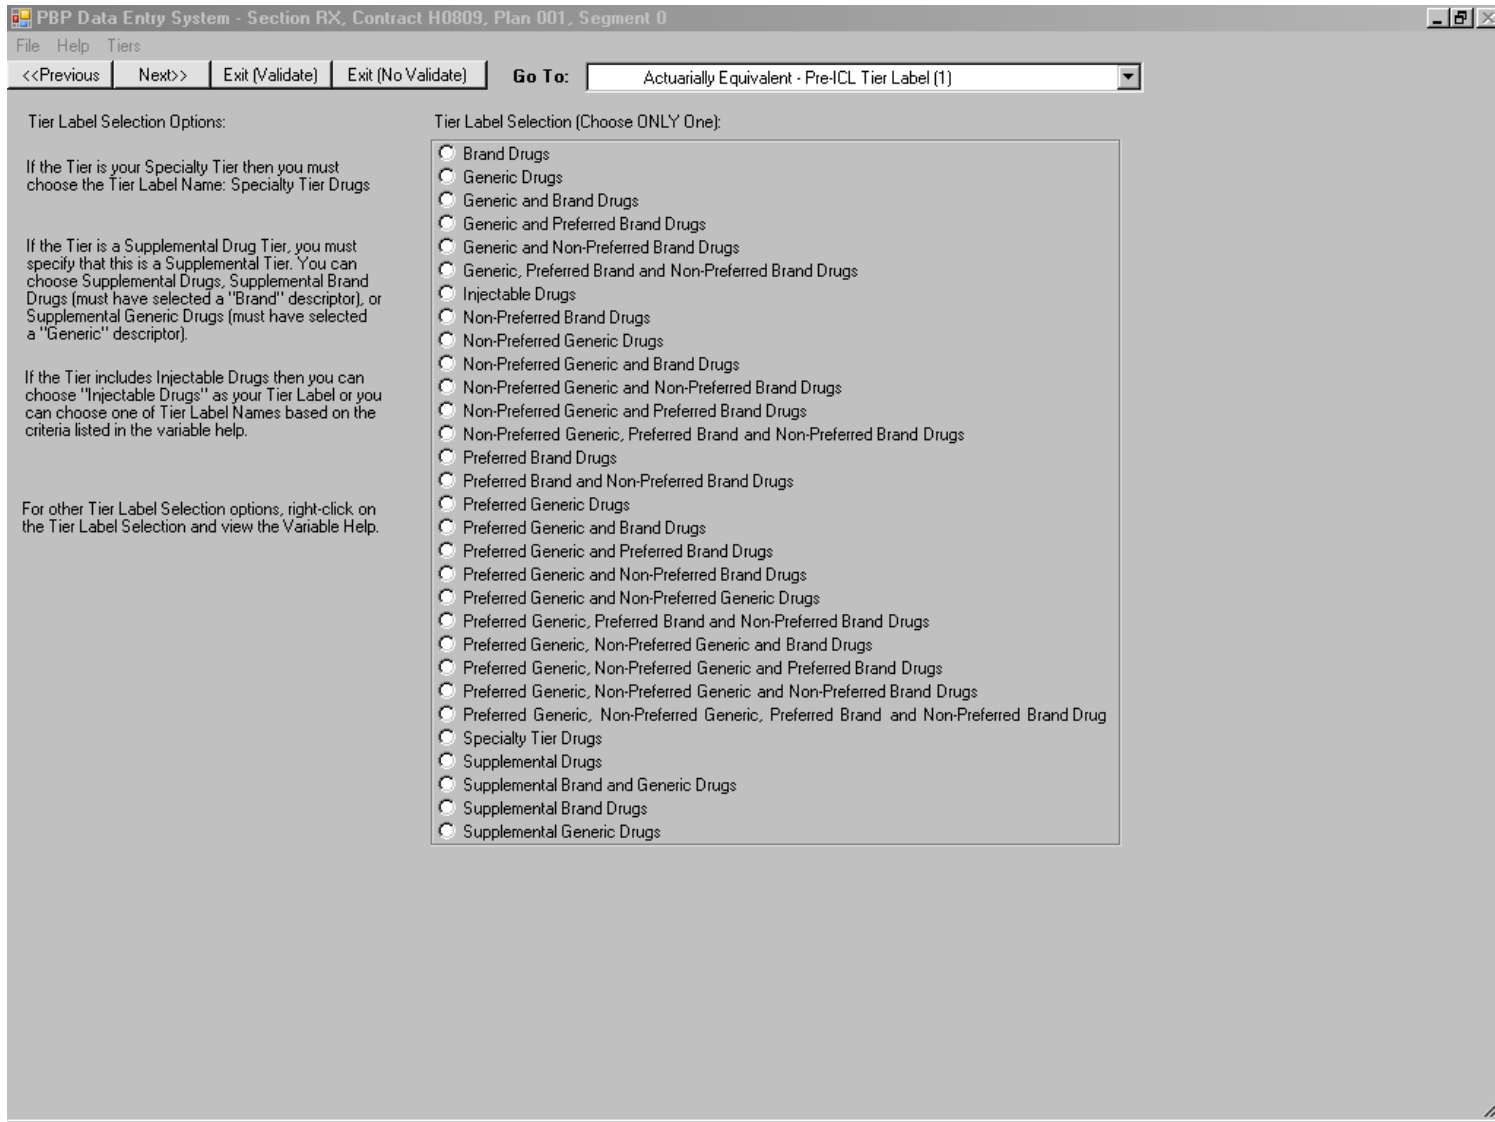 PBP Data Entry System - Section RX, Contract H0809, Plan 001, Segment 0
File Help Tiers
<<Previous Next>> Exit (Validate) Exit (No Validate) Go To: Actuarially Equivalent - Pre-ICL Tier Label (1)
Tier Label Selection Options:
If the Tier is your Specialty Tier then you must
choose the Tier Label Name: Specialty Tier Drugs
If the Tier is a Supplemental Drug Tier, you must
specify that this is a Supplemental Tier. You can
choose Supplemental Drugs, Supplemental Brand
Drugs (must have selected a "Brand" descriptor), or
Supplemental Generic Drugs (must have selected
a "Generic" descriptor).
If the Tier includes Injectable Drugs then you can
choose "Injectable Drugs" as your Tier Label or you
can choose one of Tier Label Names based on the
criteria listed in the variable help.
For other Tier Label Selection options, right-click on
the Tier Label Selection and view the Variable Help.
Tier Label Selection (Choose ONLY One):
Brand Drugs
Generic Drugs
Generic and Brand Drugs
Generic and Preferred Brand Drugs
Generic and Non-Preferred Brand Drugs
Generic, Preferred Brand and Non-Preferred Brand Drugs
Injectable Drugs
Non-Preferred Brand Drugs
Non-Preferred Generic Drugs
Non-Preferred Generic and Brand Drugs
Non-Preferred Generic and Non-Preferred Brand Drugs
Non-Preferred Generic and Preferred Brand Drugs
Non-Preferred Generic, Preferred Brand and Non-Preferred Brand Drugs
Preferred Brand Drugs
Preferred Brand and Non-Preferred Brand Drugs
Preferred Generic Drugs
Preferred Generic and Brand Drugs
Preferred Generic and Preferred Brand Drugs
Preferred Generic and Non-Preferred Brand Drugs
Preferred Generic and Non-Preferred Generic Drugs
Preferred Generic, Preferred Brand and Non-Preferred Brand Drugs
Preferred Generic, Non-Preferred Generic and Brand Drugs
Preferred Generic, Non-Preferred Generic and Preferred Brand Drugs
Preferred Generic, Non-Preferred Generic and Non-Preferred Brand Drugs
Preferred Generic, Non-Preferred Generic, Preferred Brand and Non-Preferred Brand Drug
Specialty Tier Drugs
Supplemental Drugs
Supplemental Brand and Generic Drugs
Supplemental Brand Drugs
Supplemental Generic Drugs